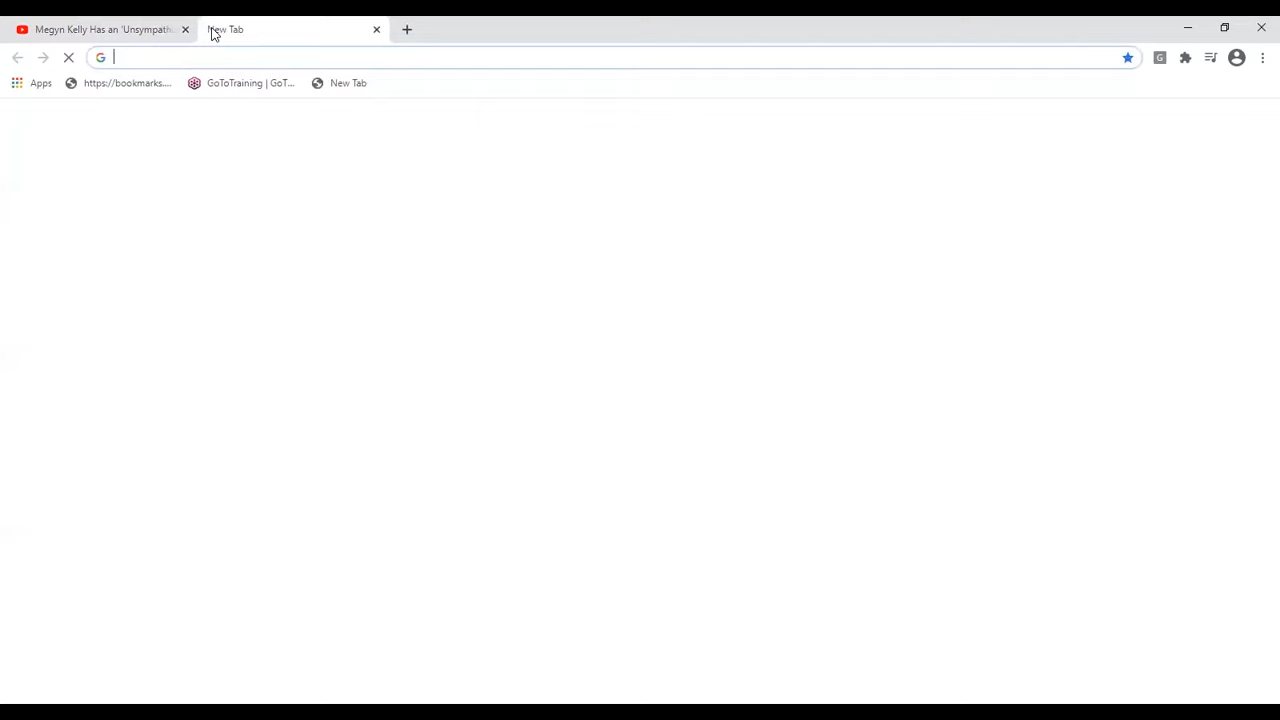 Megyn Kelly Has an 'Unsympath
New Tab
Apps
https://bookmarks....
GoToTraining | GoT...
New Tab